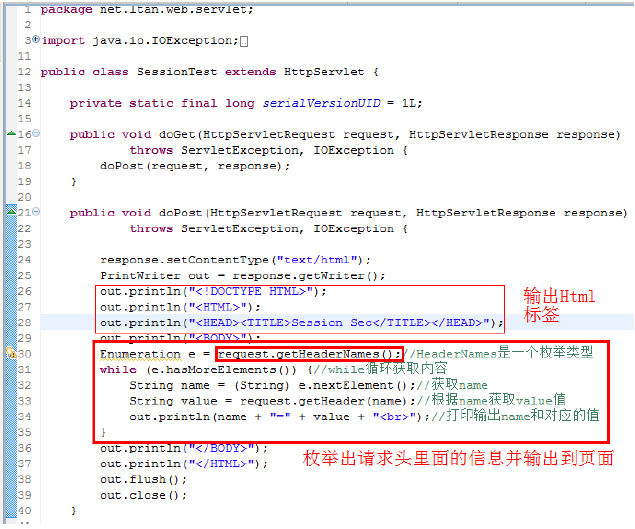 1 package net.ltan.web.servlet;
2
3 import java.io.IOException;
11
12 public class SessionTest extends HttpServlet {
13
14 private static final long serialVersionUID = 1L;
15
16 public void doGet(HttpServletRequest request, HttpServletResponse response)
17 throws ServletException, IOException {
18 doPost(request, response);
19 }
20
21 public void doPost(HttpServletRequest request, HttpServletResponse response)
22 throws ServletException, IOException {
23
24 response.setContentType("text/html");
25 PrintWriter out = response.getWriter();
26 out.println("<!DOCTYPE HTML>");
27 out.println("<HTML>");
28 out.println("<HEAD><TITLE>Session Sec</TITLE></HEAD>");
输出Html
标签
29 out.println("<BODY>");
30 Enumeration e = request.getHeaderNames();//HeaderNames是一个枚举类型
31 while (e.hasMoreElements()) {//while循环获取内容
32 String name = (String) e.nextElement();//获取name
33 String value = request.getHeader(name);//根据name获取value值
34 out.println(name + "=" + value + "<br>");//打印输出name和对应的值
35 }
36 out.println("</BODY>");
枚举出请求头里面的信息并输出到页面
37 out.println("</HTML>");
38 out.flush();
39 out.close();
40 }